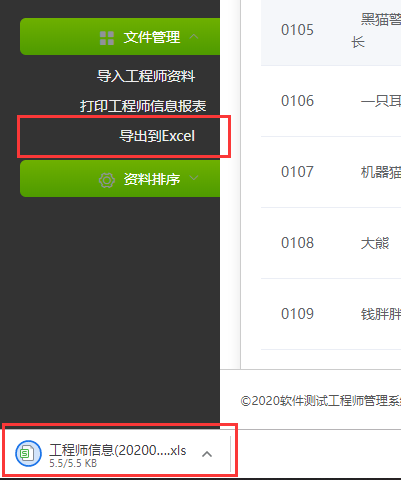 文件管理
导入工程师资料
打印工程师信息报表
导出到Excel
资料排序
0105
黑猫警
长
0106
一只耳
0107
机器猫
0108
大熊
0109
钱胖胖
©2020软件测试工程师管理系统
工程师信息(20200....xls
5.5/5.5 KB